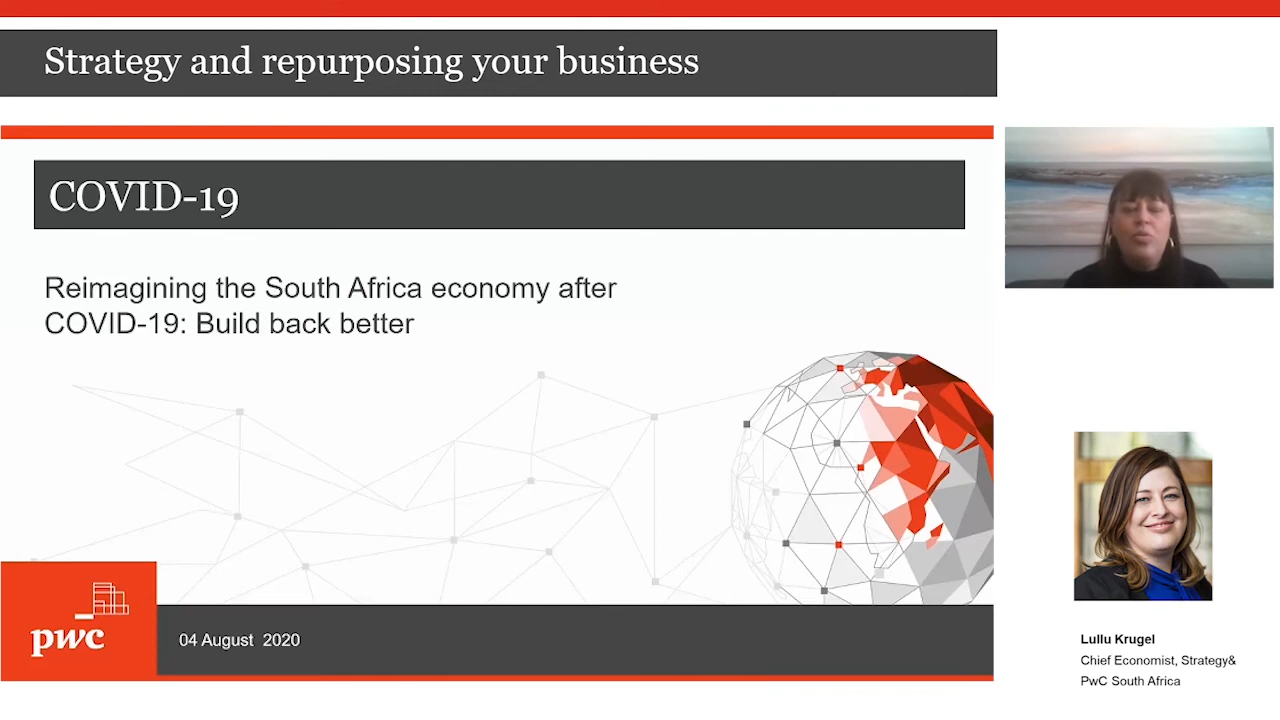 Strategy and repurposing your business
COVID-19
Reimagining the South Africa economy after
COVID-19: Build back better
pwc
04 August 2020
Lullu Krugel
Chief Economist, Strategy&
PwC South Africa